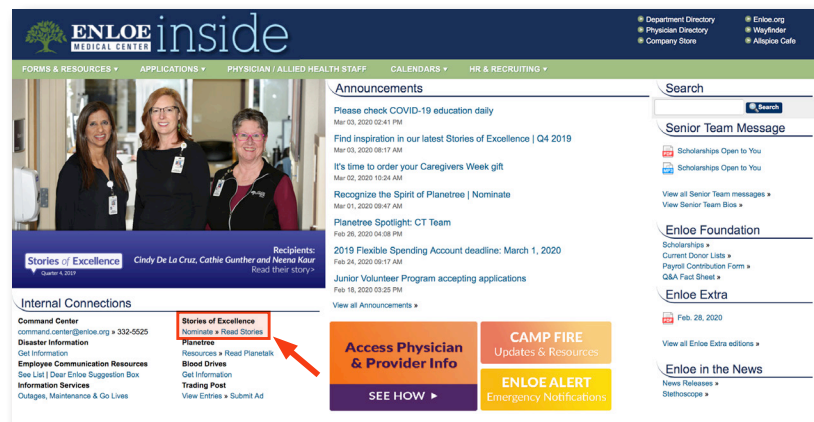 ENLOE inside
MEDICAL CENTER
Department Directory
Physician Directory
Company Store
Enloe.org
Wayfinder
Allspice Cafe
FORMS & RESOURCES ▾ APPLICATIONS ▾ PHYSICIAN / ALLIED HEALTH STAFF CALENDARS ▾ HR & RECRUITING ▾
Stories of Excellence
Quarter 4, 2019
Recipients:
Cindy De La Cruz, Cathie Gunther and Neena Kaur
Read their story>
Internal Connections
Command Center
command.center@enloe.org » 332-5525
Disaster Information
Get Information
Employee Communication Resources
See List | Dear Enloe Suggestion Box
Information Services
Outages, Maintenance & Go Lives
Stories of Excellence
Nominate » Read Stories
Planetree
Resources » Read Planetalk
Blood Drives
Get Information
Trading Post
View Entries » Submit Ad
Announcements
Please check COVID-19 education daily
Mar 03, 2020 02:41 PM
Find inspiration in our latest Stories of Excellence | Q4 2019
Mar 03, 2020 08:17 AM
It's time to order your Caregivers Week gift
Mar 02, 2020 10:24 AM
Recognize the Spirit of Planetree | Nominate
Mar 01, 2020 09:47 AM
Planetree Spotlight: CT Team
Feb 26, 2020 04:08 PM
2019 Flexible Spending Account deadline: March 1, 2020
Feb 24, 2020 09:17 AM
Junior Volunteer Program accepting applications
Feb 18, 2020 03:25 PM
View all Announcements »
Access Physician
& Provider Info
SEE HOW ►
CAMP FIRE
Updates & Resources
ENLOE ALERT
Emergency Notifications
Search
Search
Senior Team Message
Scholarships Open to You
Scholarships Open to You
View all Senior Team messages »
View Senior Team Bios »
Enloe Foundation
Scholarships »
Current Donor Lists »
Payroll Contribution Form »
Q&A Fact Sheet »
Enloe Extra
Feb. 28, 2020
View all Enloe Extra editions »
Enloe in the News
News Releases »
Stethoscope »